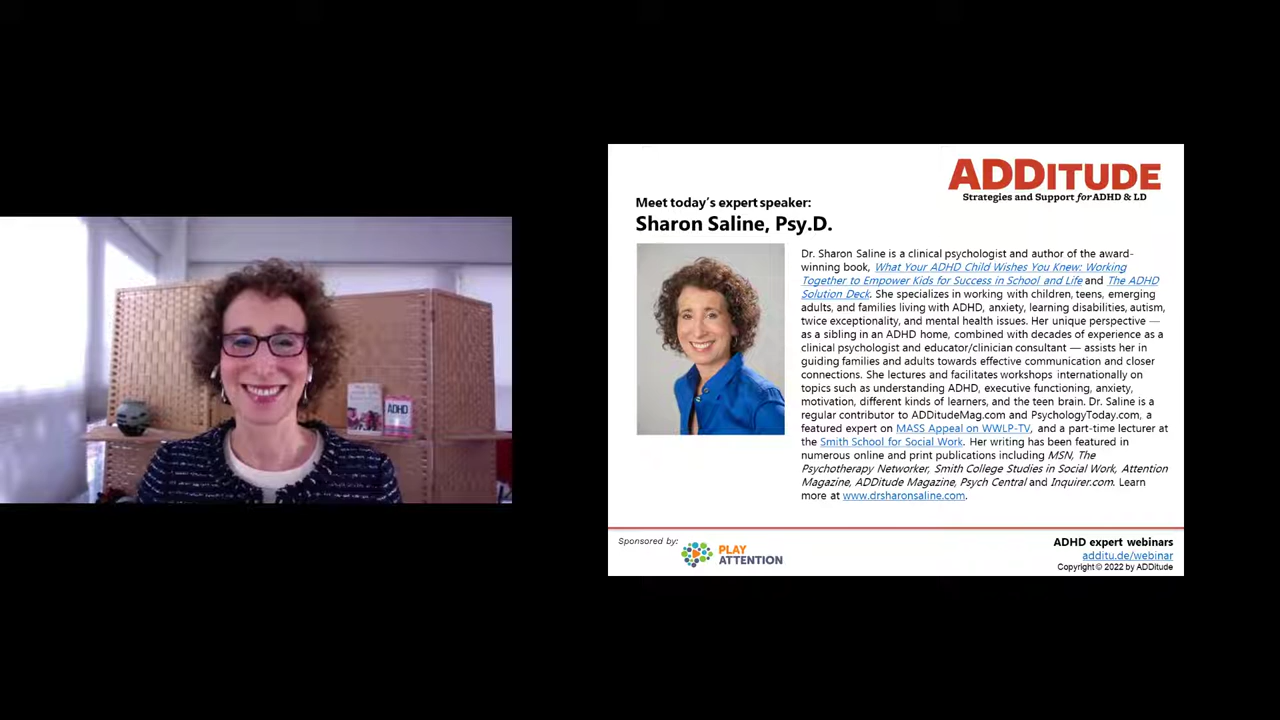 ADHD
ADDITUDE
Strategies and Support for ADHD & LD
Meet today's expert speaker:
Sharon Saline, Psy.D.
Dr. Sharon Saline is a clinical psychologist and author of the award-
winning book, What Your ADHD Child Wishes You Knew: Working
Together to Empower Kids for Success in School and Life and The ADHD
Solution Deck. She specializes in working with children, teens, emerging
adults, and families living with ADHD, anxiety, learning disabilities, autism,
twice exceptionality, and mental health issues. Her unique perspective —
as a sibling in an ADHD home, combined with decades of experience as a
clinical psychologist and educator/clinician consultant — assists her in
guiding families and adults towards effective communication and closer
connections. She lectures and facilitates workshops internationally on
topics such as understanding ADHD, executive functioning, anxiety,
motivation, different kinds of learners, and the teen brain. Dr. Saline is a
regular contributor to ADDitudeMag.com and PsychologyToday.com, a
featured expert on MASS Appeal on WWLP-TV, and a part-time lecturer at
the Smith School for Social Work. Her writing has been featured in
numerous online and print publications including MSN, The
Psychotherapy Networker, Smith College Studies in Social Work, Attention
Magazine, ADDitude Magazine, Psych Central and Inquirer.com. Learn
more at www.drsharonsaline.com.
Sponsored by:
PLAY
ATTENTION
ADHD expert webinars
additu.de/webinar
Copyright © 2022 by ADDitude